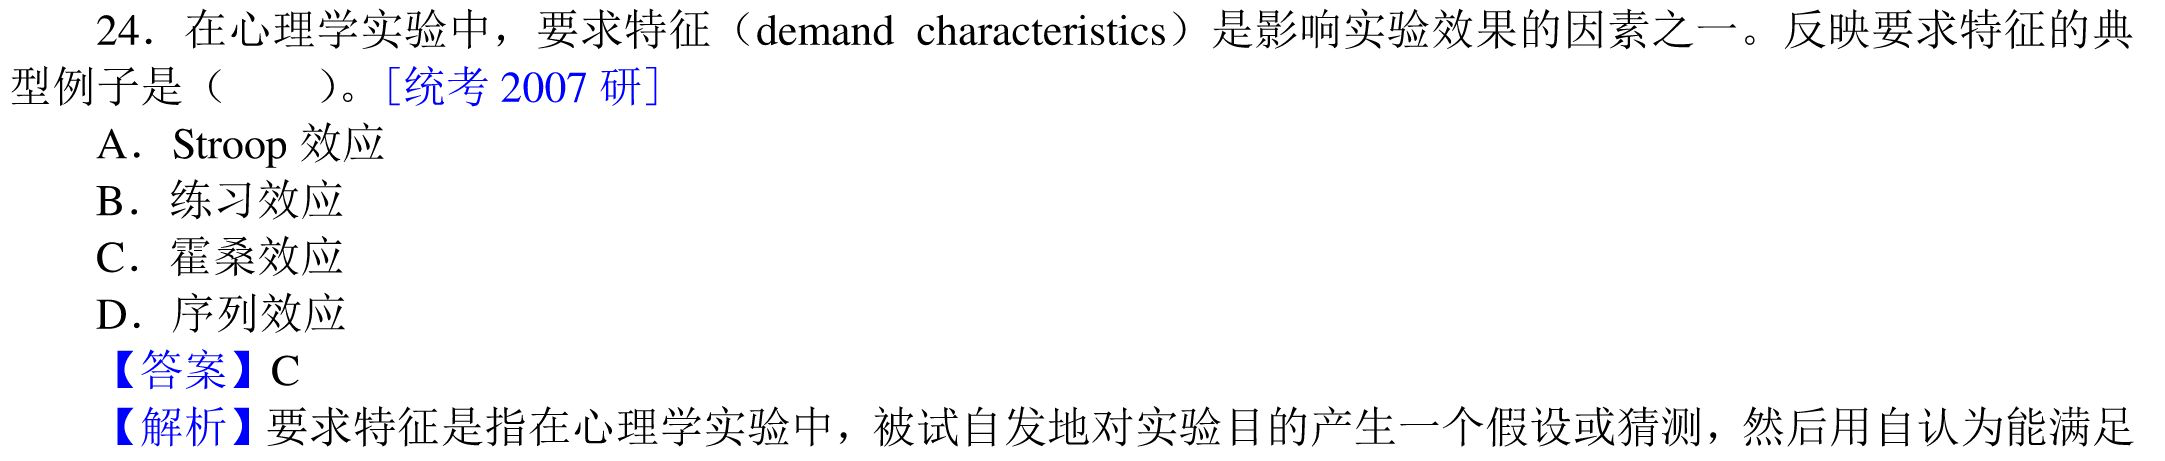 24．在心理学实验中，要求特征（demand characteristics）是影响实验效果的因素之一。反映要求特征的典
型例子是（　　）。［统考 2007 研］
A．Stroop 效应
B．练习效应
C．霍桑效应
D．序列效应
【答案】C
【解析】要求特征是指在心理学实验中，被试自发地对实验目的产生一个假设或猜测，然后用自认为能满足